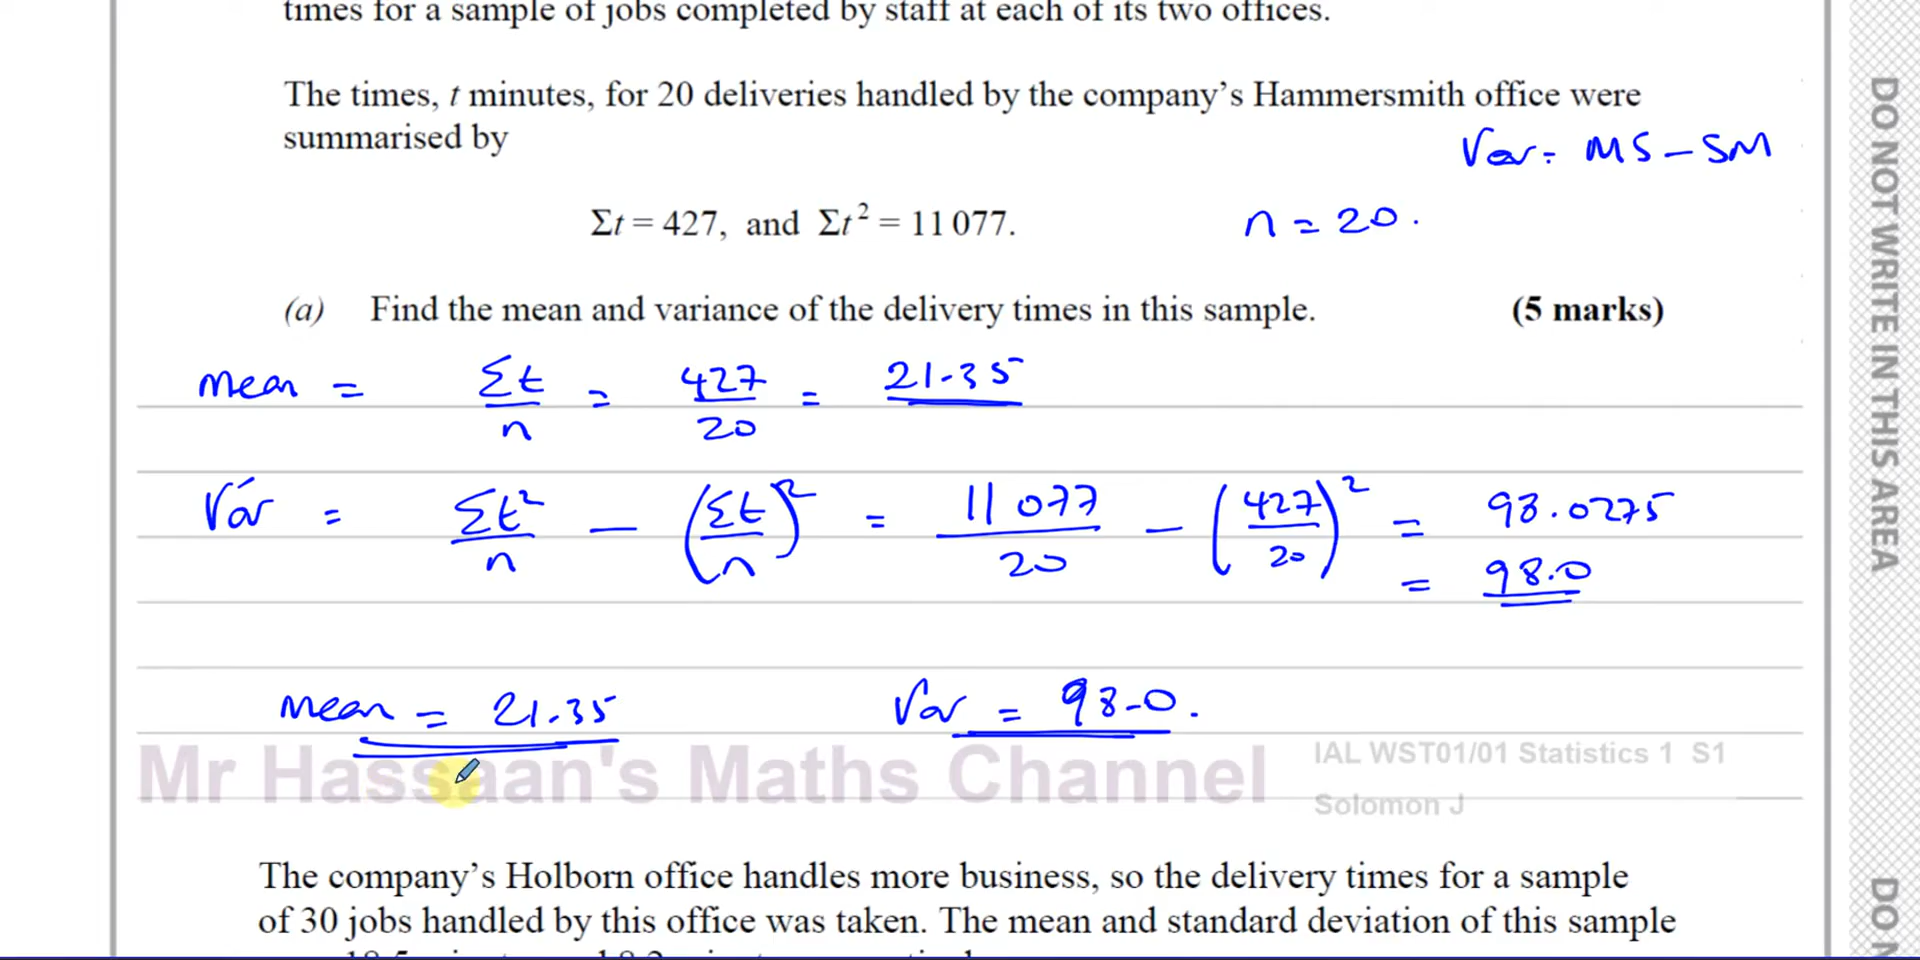 times for a sample of jobs completed by staff at each of its two offices.
The times, t minutes, for 20 deliveries handled by the company's Hammersmith office were
summarised by
Var = MS – SM
Σt = 427, and Σt² = 11 077.
n = 20.
(a) Find the mean and variance of the delivery times in this sample. (5 marks)
mean = Σt/n = 427/20 = 21.35
Var = Σt²/n – (Σt/n)² = 11 077/20 – (427/20)² = 98.0275
= 98.0
mean = 21.35 Var = 98.0.
Mr Hassaan's Maths Channel
IAL WST01/01 Statistics 1 S1
Solomon J
The company's Holborn office handles more business, so the delivery times for a sample
of 30 jobs handled by this office was taken. The mean and standard deviation of this sample
DO NOT WRITE IN THIS AREA
DO N